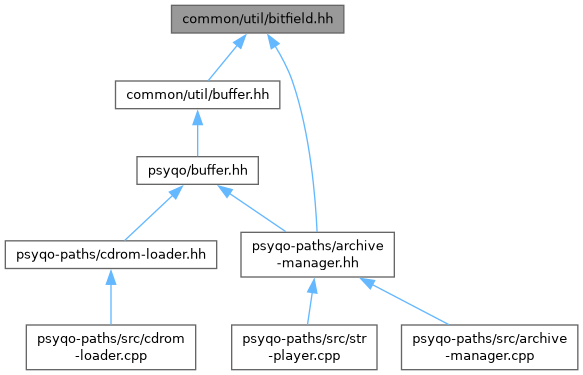 common/util/bitfield.hh
common/util/buffer.hh
psyqo/buffer.hh
psyqo-paths/cdrom-loader.hh
psyqo-paths/archive
-manager.hh
psyqo-paths/src/cdrom
-loader.cpp
psyqo-paths/src/str
-player.cpp
psyqo-paths/src/archive
-manager.cpp